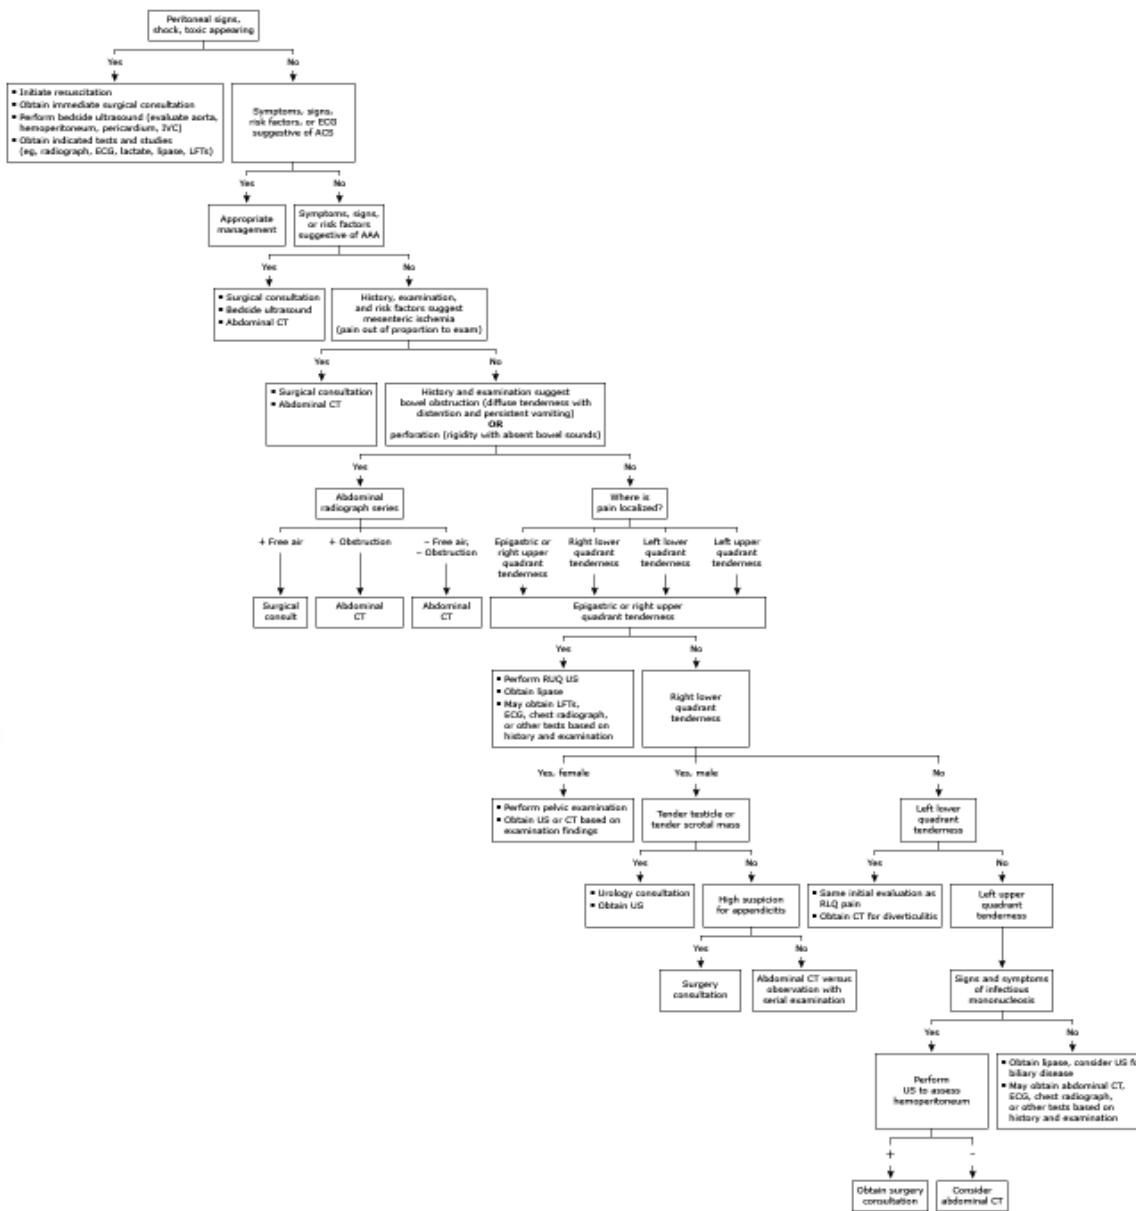 Peritoneal signs,
shock, toxic appearing
Yes
No
▪ Initiate resuscitation
▪ Obtain immediate surgical consultation
▪ Perform bedside ultrasound (evaluate aorta,
hemoperitoneum, pericardium, IVC)
▪ Obtain indicated tests and studies
(eg, radiograph, ECG, lactate, lipase, LFTs)
Symptoms, signs,
risk factors, or ECG
suggestive of ACS
Yes
No
Appropriate
management
Symptoms, signs,
or risk factors
suggestive of AAA
Yes
No
▪ Surgical consultation
▪ Bedside ultrasound
▪ Abdominal CT
History, examination,
and risk factors suggest
mesenteric ischemia
(pain out of proportion to exam)
Yes
No
▪ Surgical consultation
▪ Abdominal CT
History and examination suggest
bowel obstruction (diffuse tenderness with
distention and persistent vomiting)
OR
perforation (rigidity with absent bowel sounds)
Yes
No
Abdominal
radiograph series
Where is
pain localized?
+ Free air
+ Obstruction
– Free air,
– Obstruction
Epigastric or
right upper
quadrant
tenderness
Right lower
quadrant
tenderness
Left lower
quadrant
tenderness
Left upper
quadrant
tenderness
Surgical
consult
Abdominal
CT
Abdominal
CT
Epigastric or right upper
quadrant tenderness
Yes
No
▪ Perform RUQ US
▪ Obtain lipase
▪ May obtain LFTs,
ECG, chest radiograph,
or other tests based on
history and examination
Right lower
quadrant
tenderness
Yes, female
Yes, male
No
▪ Perform pelvic examination
▪ Obtain US or CT based on
examination findings
Tender testicle or
tender scrotal mass
Left lower
quadrant
tenderness
Yes
No
Yes
No
▪ Urology consultation
▪ Obtain US
High suspicion
for appendicitis
▪ Same initial evaluation as
RLQ pain
▪ Obtain CT for diverticulitis
Left upper
quadrant
tenderness
Yes
No
Surgery
consultation
Abdominal CT versus
observation with
serial examination
Signs and symptoms
of infectious
mononucleosis
Yes
No
Perform
US to assess
hemoperitoneum
▪ Obtain lipase, consider US
biliary disease
▪ May obtain abdominal CT,
ECG, chest radiograph,
or other tests based on
history and examination
+
–
Obtain surgery
consultation
Consider
abdominal CT